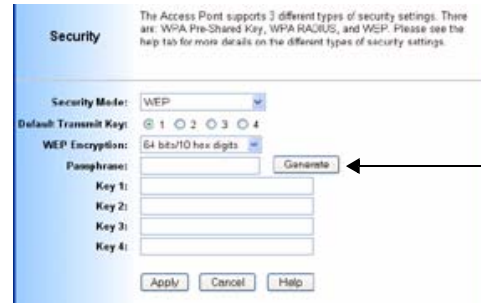 Security
The Access Point supports 3 different types of security settings. There
are: WPA Pre-Shared Key, WPA RADIUS, and WEP. Please see the
help tab for more details on the different types of security settings.
Security Mode: WEP
Default Transmit Key: 1 2 3 4
WEP Encryption: 64 bits/10 hex digits
Passphrase: Generate
Key 1:
Key 2:
Key 3:
Key 4:
Apply Cancel Help